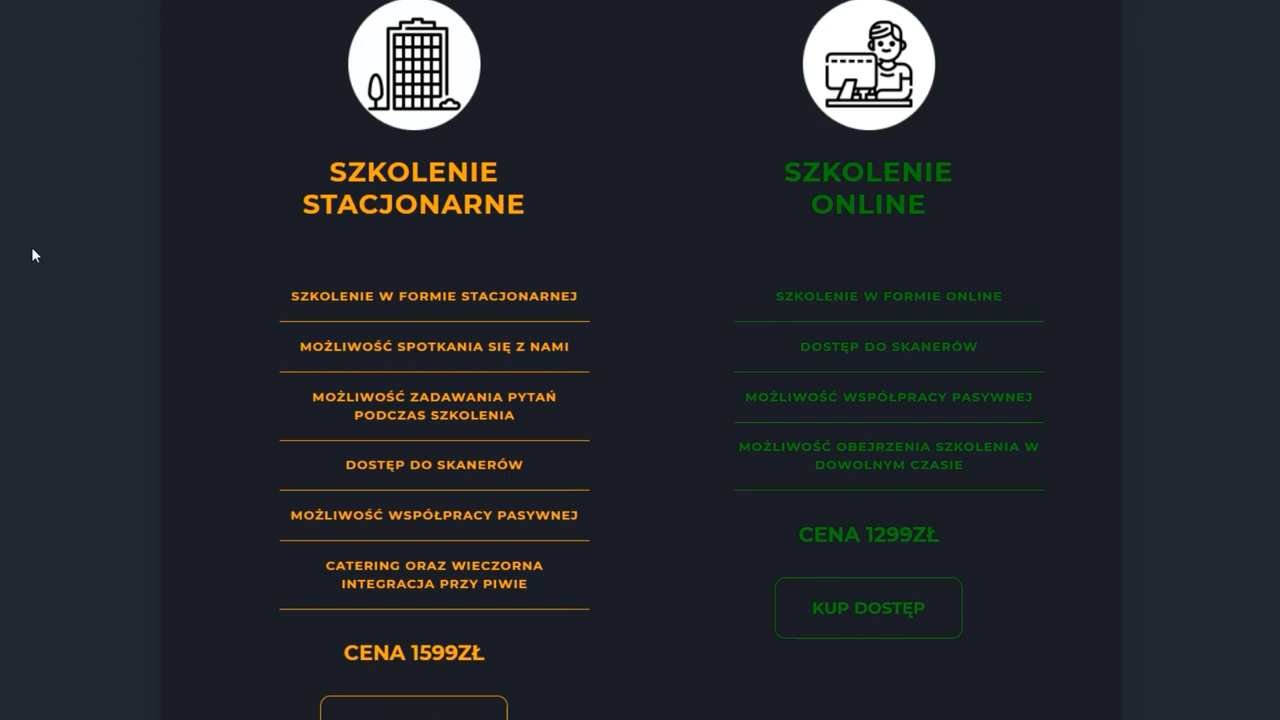 SZKOLENIE
STACJONARNE
SZKOLENIE W FORMIE STACJONARNEJ
MOŻLIWOŚĆ SPOTKANIA SIĘ Z NAMI
MOŻLIWOŚĆ ZADAWANIA PYTAŃ
PODCZAS SZKOLENIA
DOSTĘP DO SKANERÓW
MOŻLIWOŚĆ WSPÓŁPRACY PASYWNEJ
CATERING ORAZ WIECZORNA
INTEGRACJA PRZY PIWIE
CENA 1599ZŁ
SZKOLENIE
ONLINE
SZKOLENIE W FORMIE ONLINE
DOSTĘP DO SKANERÓW
MOŻLIWOŚĆ WSPÓŁPRACY PASYWNEJ
MOŻLIWOŚĆ OBEJRZENIA SZKOLENIA W
DOWOLNYM CZASIE
CENA 1299ZŁ
KUP DOSTĘP